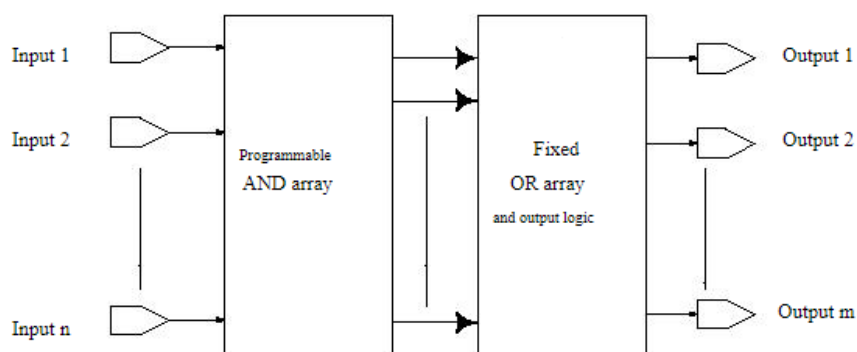 Input 1
Input 2
Input n
Programmable
AND array
Fixed
OR array
and output logic
Output 1
Output 2
Output m